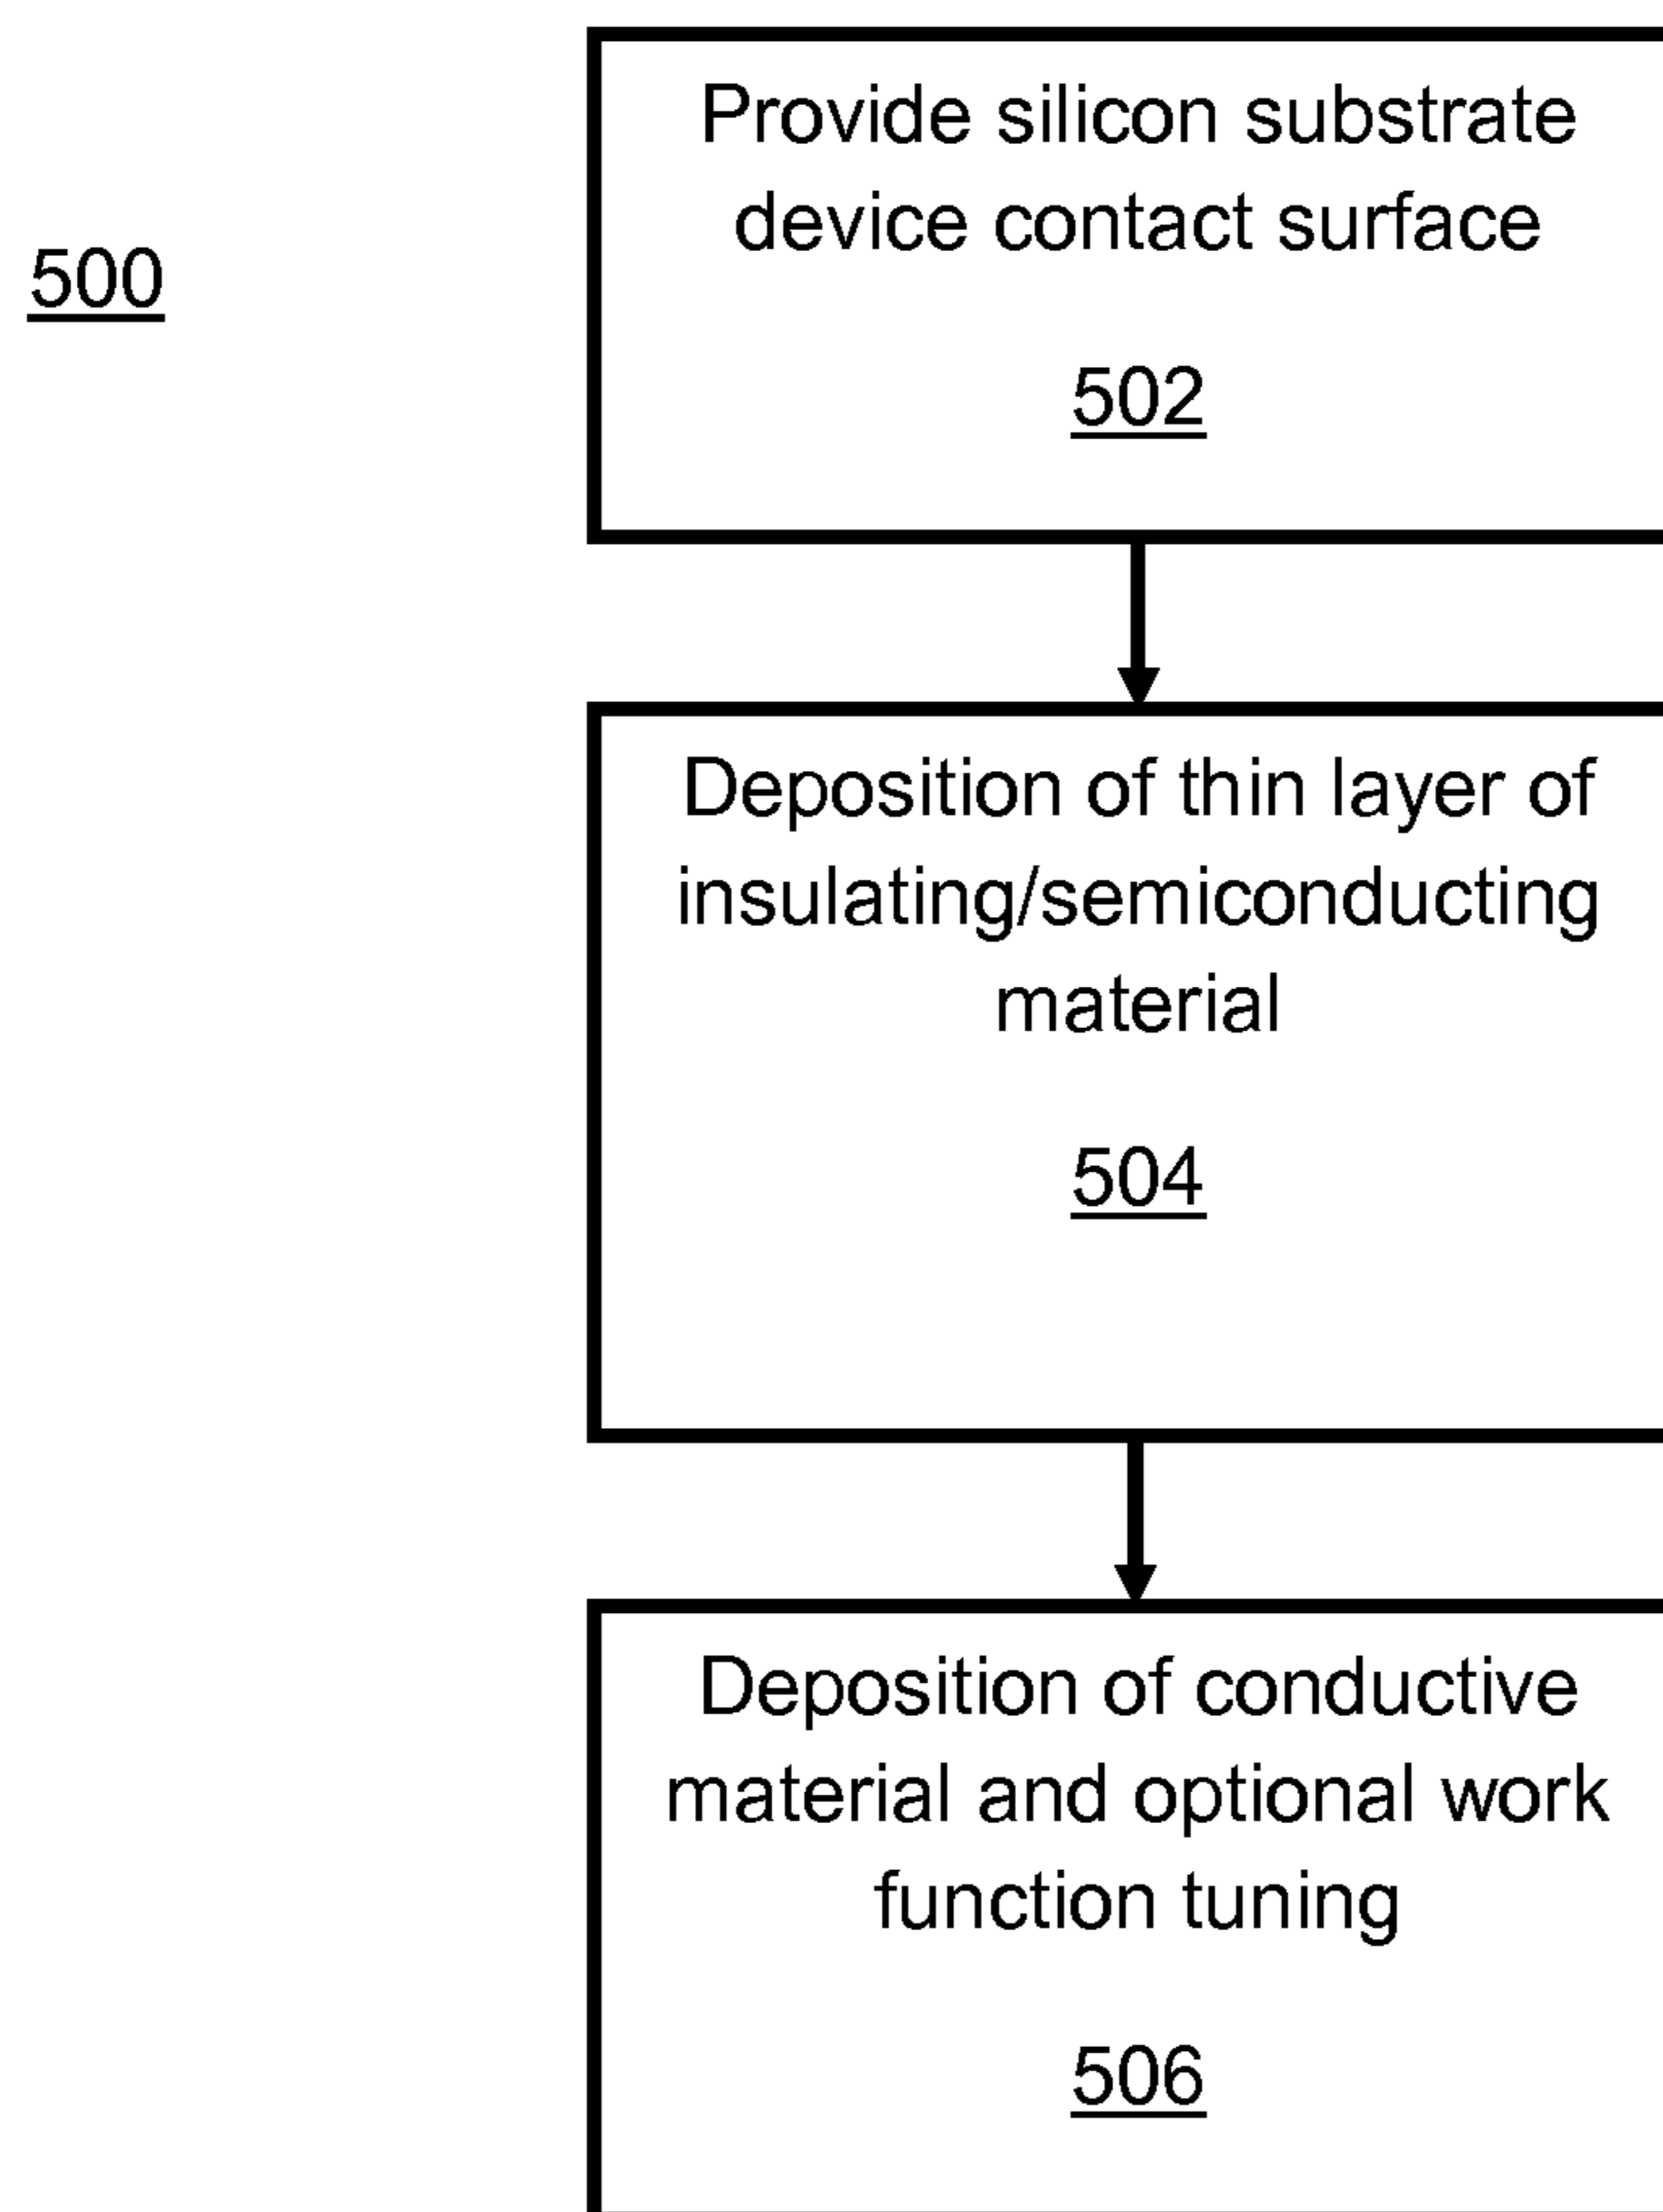 Provide silicon substrate
device contact surface
500
502
Deposition of thin layer of
insulating/semiconducting
material
504
Deposition of conductive
material and optional work
function tuning
506